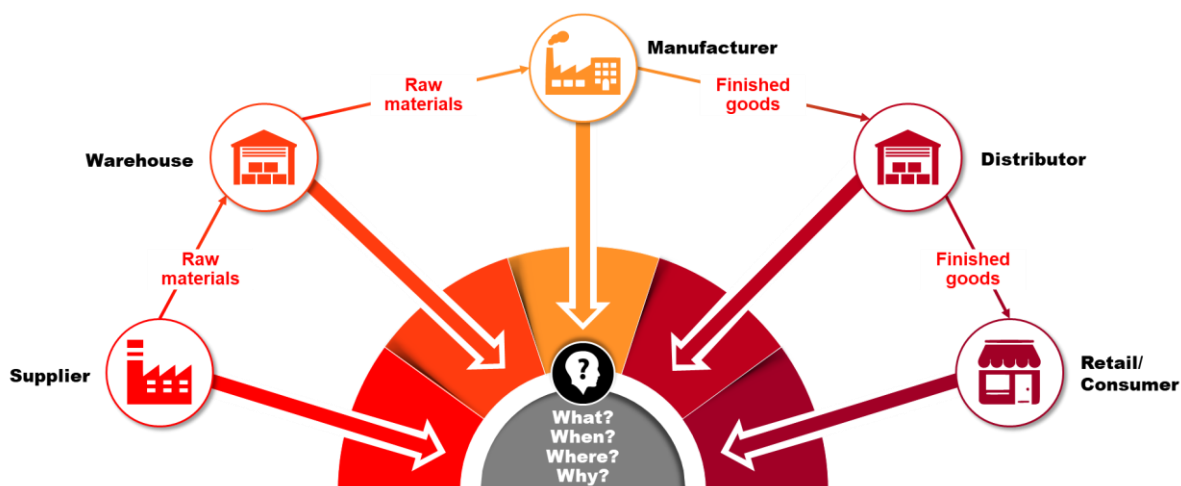 Manufacturer
Raw
materials
Finished
goods
Warehouse
Distributor
Raw
materials
Finished
goods
Supplier
Retail/
Consumer
?
What?
When?
Where?
Why?